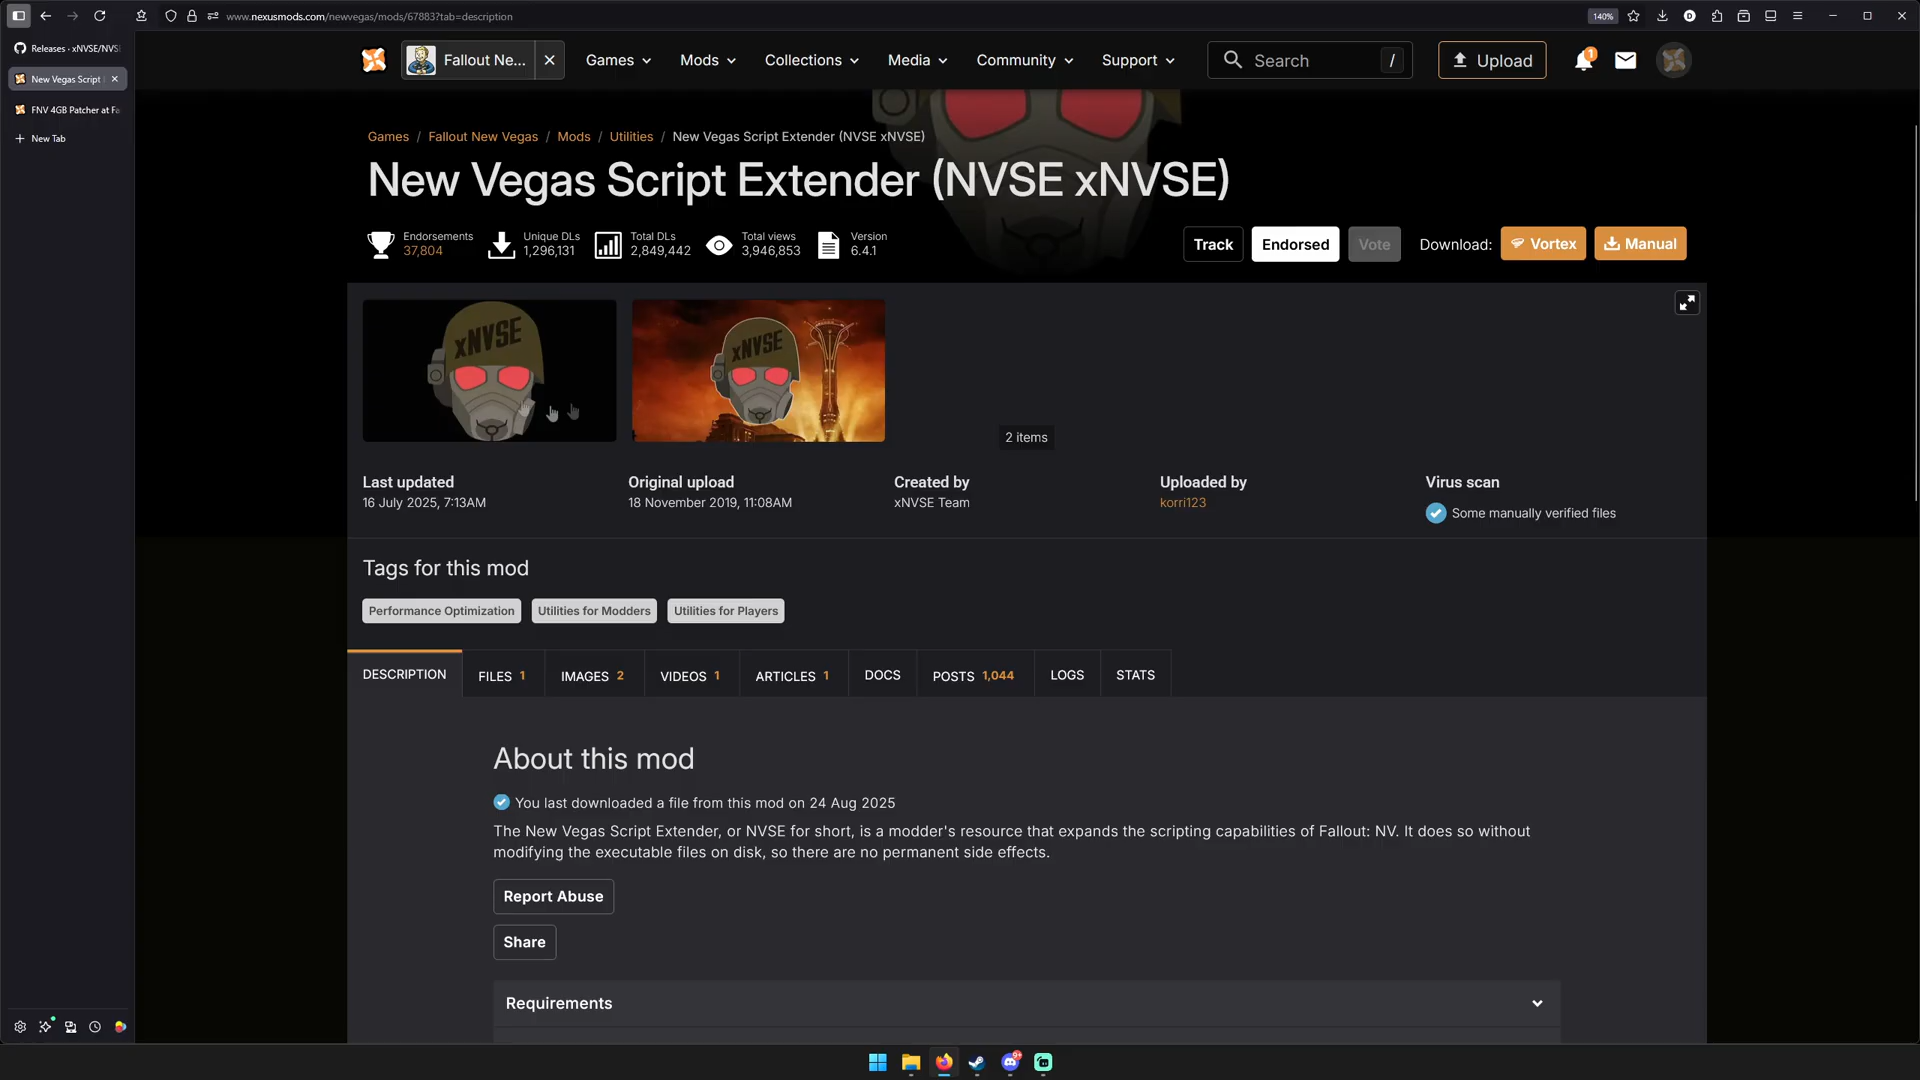 www.nexusmods.com/newvegas/mods/67883?tab=description
140%
Releases · xNVSE/NVS
New Vegas Script
FNV 4GB Patcher at Fa
New Tab
Fallout Ne...
Games
Mods
Collections
Media
Community
Support
Search
/
Upload
1
Games / Fallout New Vegas / Mods / Utilities / New Vegas Script Extender (NVSE xNVSE)
New Vegas Script Extender (NVSE xNVSE)
Endorsements
37,804
Unique DLs
1,296,131
Total DLs
2,849,442
Total views
3,946,853
Version
6.4.1
Track
Endorsed
Vote
Download:
Vortex
Manual
xNVSE
xNVSE
2 items
Last updated
16 July 2025, 7:13AM
Original upload
18 November 2019, 11:08AM
Created by
xNVSE Team
Uploaded by
korri123
Virus scan
Some manually verified files
Tags for this mod
Performance Optimization
Utilities for Modders
Utilities for Players
DESCRIPTION
FILES 1
IMAGES 2
VIDEOS 1
ARTICLES 1
DOCS
POSTS 1,044
LOGS
STATS
About this mod
You last downloaded a file from this mod on 24 Aug 2025
The New Vegas Script Extender, or NVSE for short, is a modder's resource that expands the scripting capabilities of Fallout: NV. It does so without
modifying the executable files on disk, so there are no permanent side effects.
Report Abuse
Share
Requirements